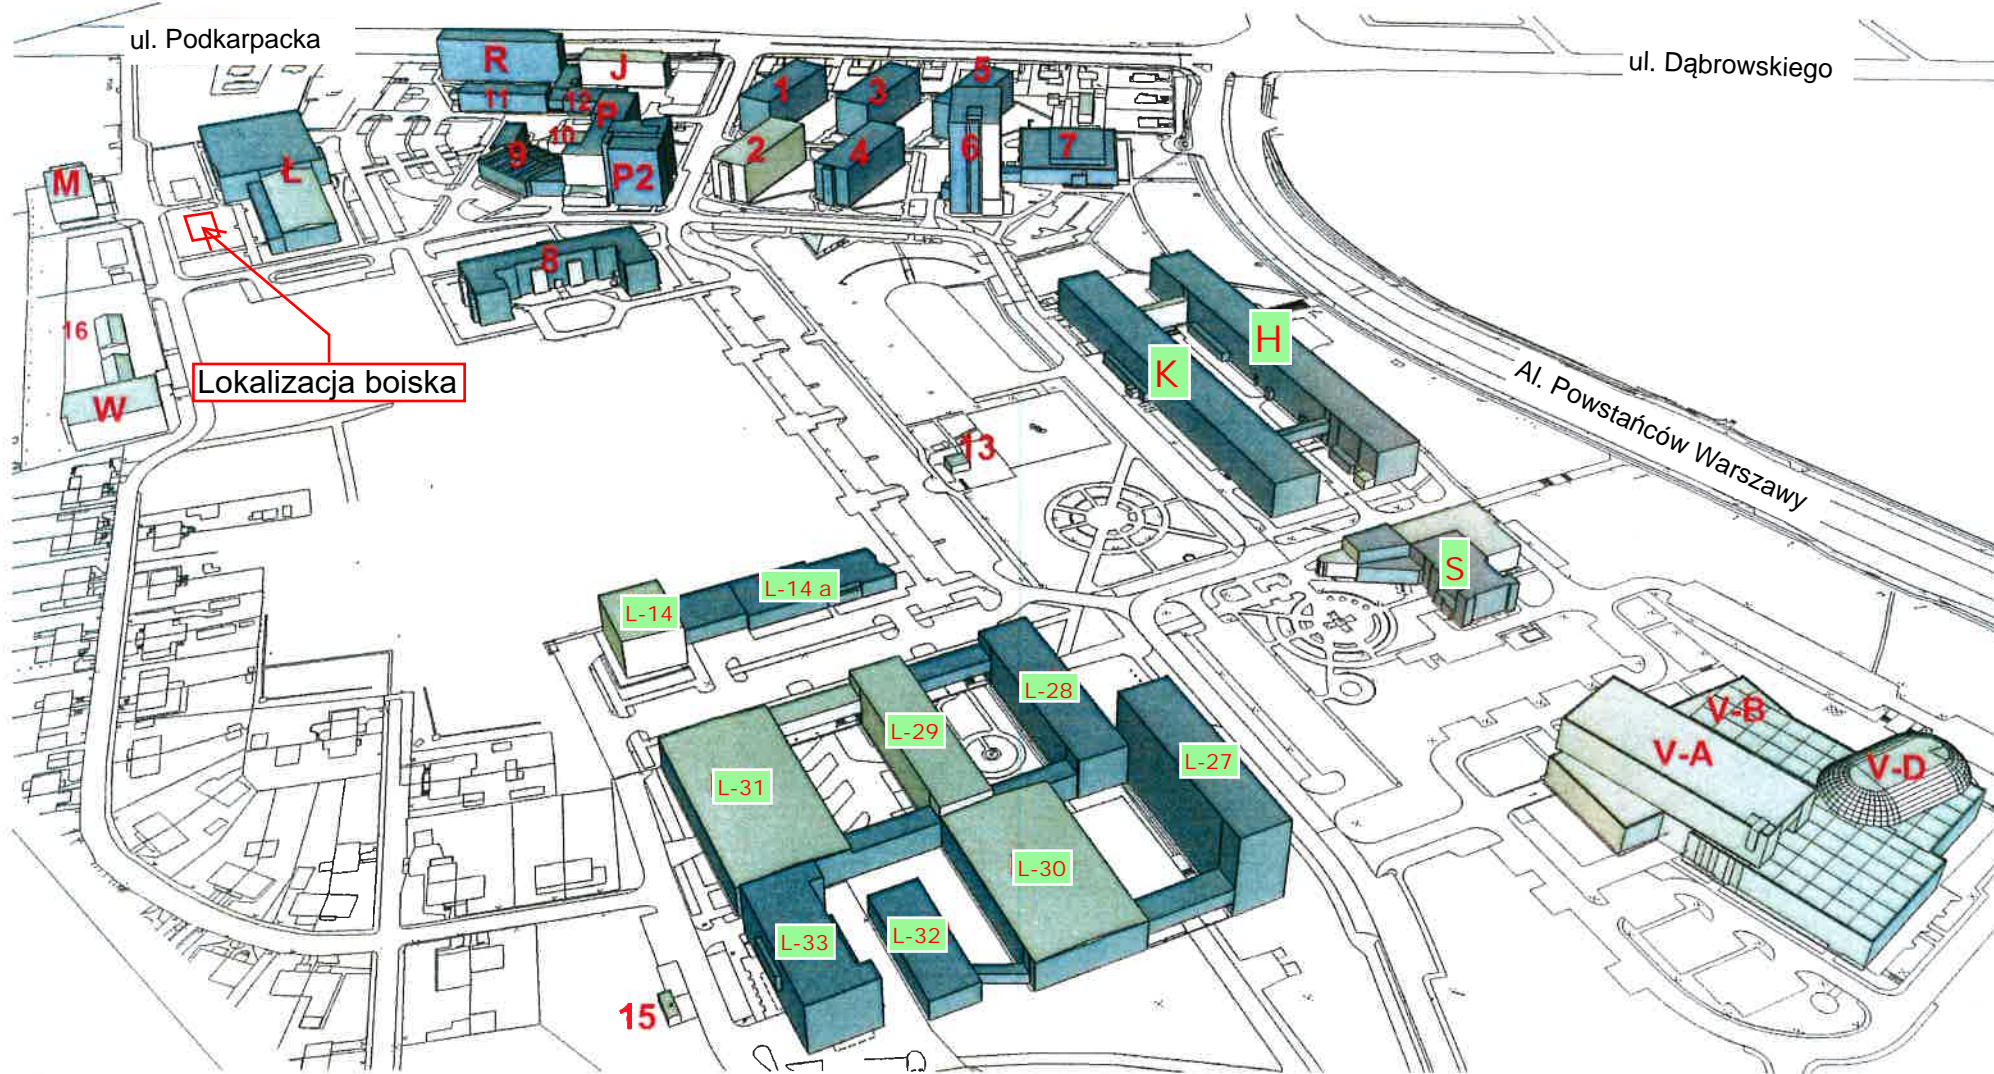 ul. Podkarpacka
ul. Dąbrowskiego
R
J
11
12
P
10
9
P2
1
3
5
2
4
6
7
M
Ł
8
16
W
Lokalizacja boiska
H
K
Al. Powstańców Warszawy
13
S
L-14
L-14 a
L-28
L-29
L-27
L-31
L-30
L-33
L-32
15
V-B
V-A
V-D